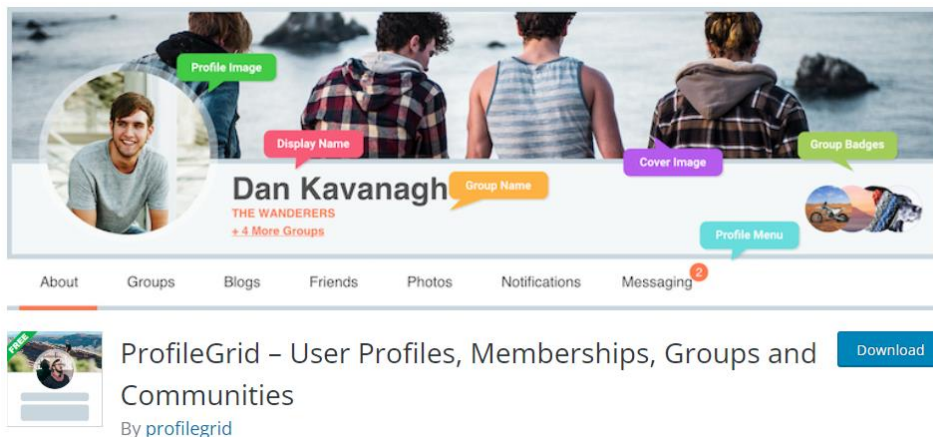 Profile Image
Display Name
Cover Image
Group Badges
Dan Kavanagh
Group Name
THE WANDERERS
+ 4 More Groups
Profile Menu
About Groups Blogs Friends Photos Notifications Messaging 2
FREE
ProfileGrid – User Profiles, Memberships, Groups and
Communities
Download
By profilegrid